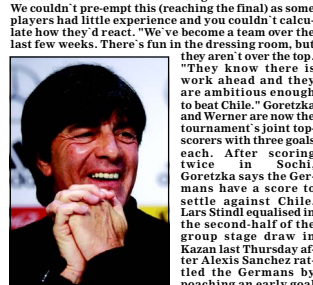 We couldn`t pre-empt this (reaching the final) as some
players had little experience and you couldn`t calcu-
late how they`d react. "We`ve become a team over the
last few weeks. There`s fun in the dressing room, but
they aren`t over the top.
"They know there is
work ahead and they
are ambitious enough
to beat Chile." Goretzka
and Werner are now the
tournament`s joint top-
scorers with three goals
each. After scoring
twice in Sochi,
Goretzka says the Ger-
mans have a score to
settle against Chile.
Lars Stindl equalised in
the second-half of the
group stage draw in
Kazan last Thursday af-
ter Alexis Sanchez rat-
tled the Germans by
poaching an early goal